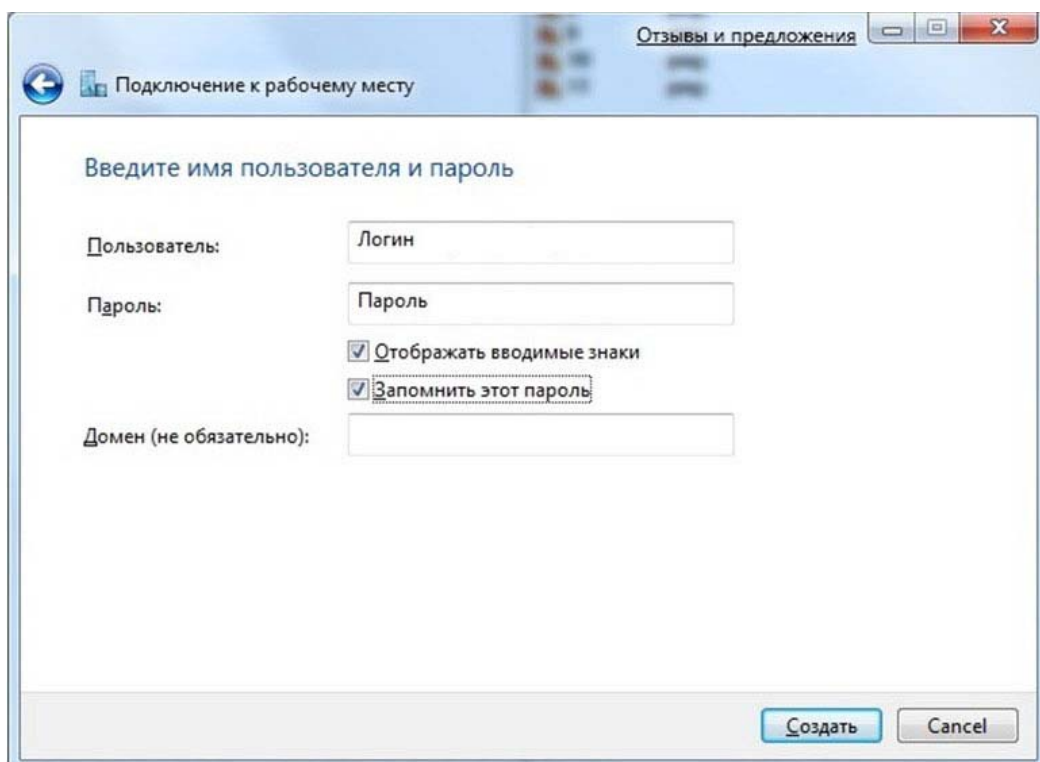 Отзывы и предложения
Подключение к рабочему месту
Введите имя пользователя и пароль
Пользователь: Логин
Пароль: Пароль
Отображать вводимые знаки
Запомнить этот пароль
Домен (не обязательно):
Создать Cancel